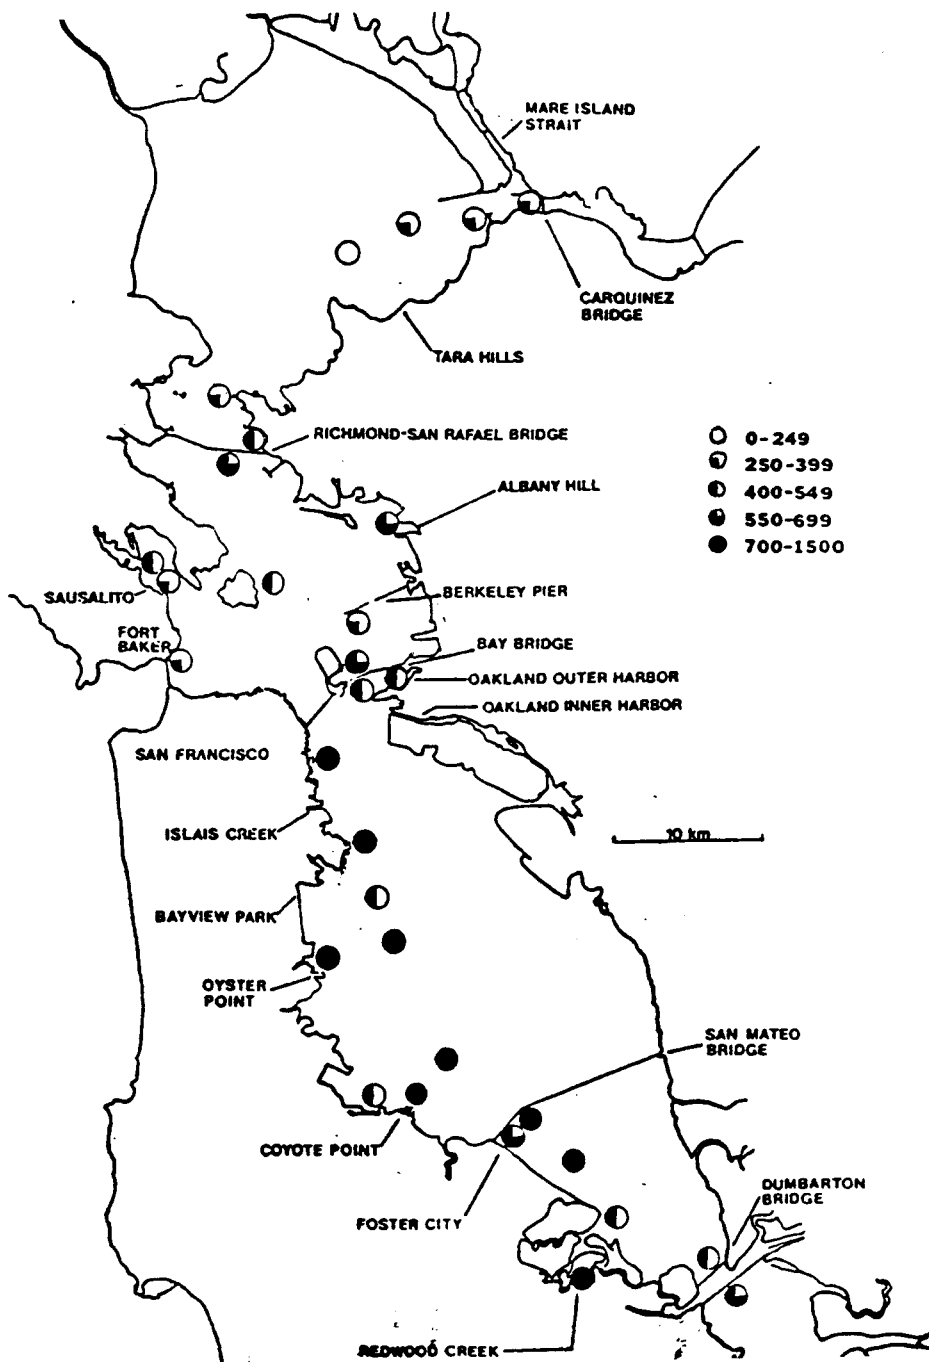 MARE ISLAND
STRAIT
CARQUINEZ
BRIDGE
TARA HILLS
RICHMOND-SAN RAFAEL BRIDGE
0-249
250-399
400-549
550-699
700-1500
ALBANY HILL
BERKELEY PIER
SAUSALITO
FORT
BAKER
BAY BRIDGE
OAKLAND OUTER HARBOR
OAKLAND INNER HARBOR
SAN FRANCISCO
ISLAIS CREEK
10 km
BAYVIEW PARK
OYSTER
POINT
SAN MATEO
BRIDGE
COYOTE POINT
DUMBARTON
BRIDGE
FOSTER CITY
REDWOOD CREEK